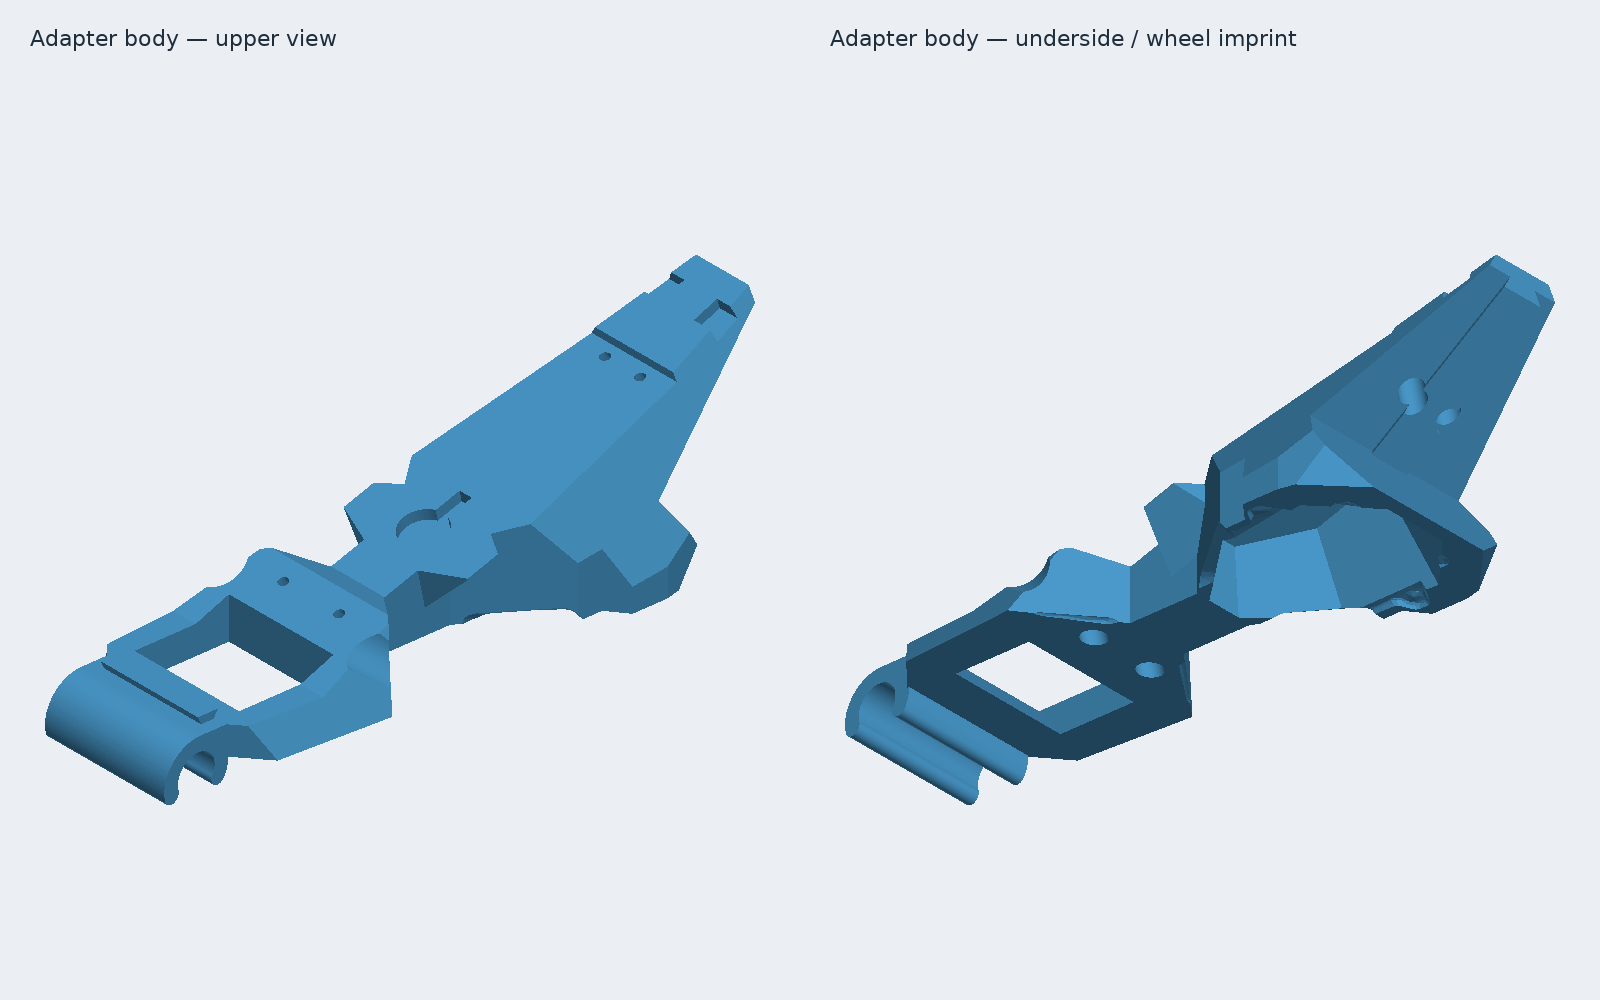 Adapter body — upper view
Adapter body — underside / wheel imprint